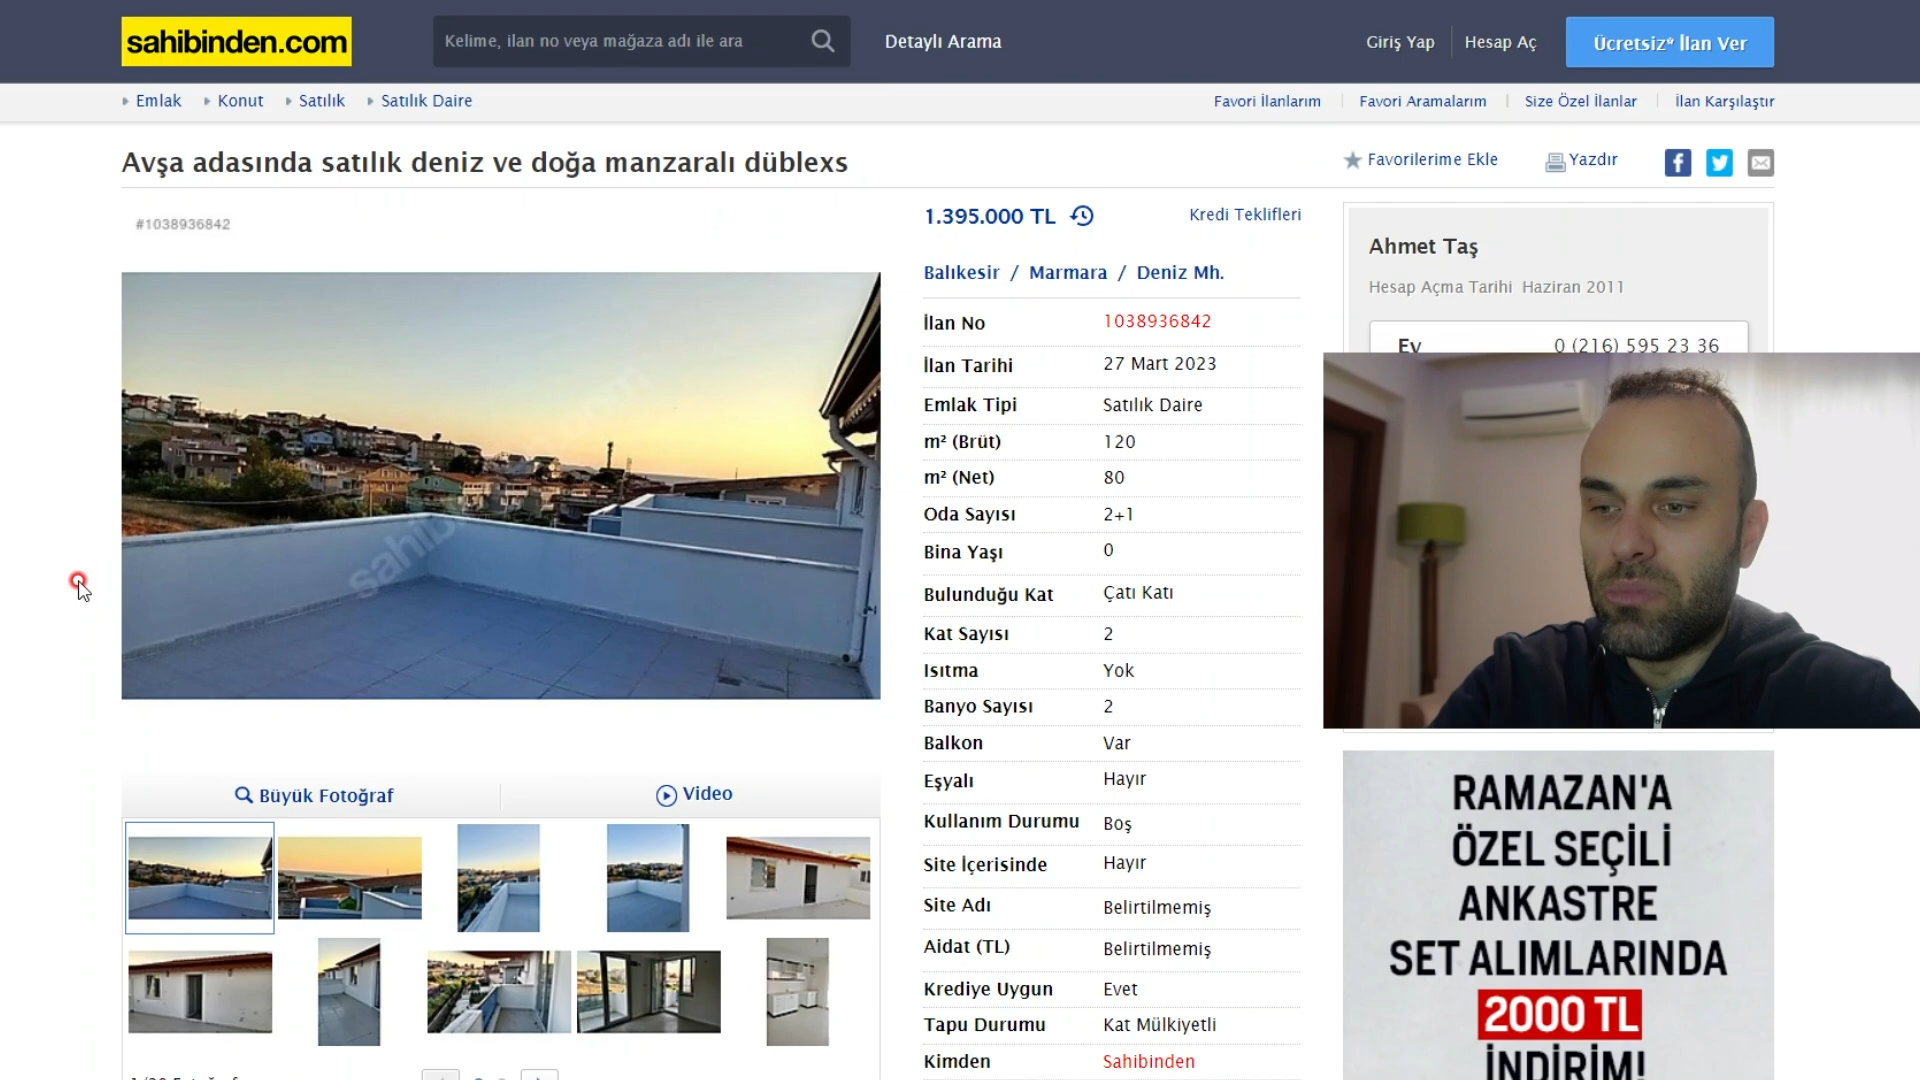 sahibinden.com
Kelime, ilan no veya mağaza adı ile ara
Detaylı Arama
Giriş Yap
Hesap Aç
Ücretsiz* İlan Ver
Emlak
Konut
Satılık
Satılık Daire
Favori İlanlarım
Favori Aramalarım
Size Özel İlanlar
İlan Karşılaştır
Avşa adasında satılık deniz ve doğa manzaralı düblexs
Favorilerime Ekle
Yazdır
#1038936842
1.395.000 TL
Kredi Teklifleri
Balıkesir / Marmara / Deniz Mh.
İlan No 1038936842
İlan Tarihi 27 Mart 2023
Emlak Tipi Satılık Daire
m² (Brüt) 120
m² (Net) 80
Oda Sayısı 2+1
Bina Yaşı 0
Bulunduğu Kat Çatı Katı
Kat Sayısı 2
Isıtma Yok
Banyo Sayısı 2
Balkon Var
Eşyalı Hayır
Kullanım Durumu Boş
Site İçerisinde Hayır
Site Adı Belirtilmemiş
Aidat (TL) Belirtilmemiş
Krediye Uygun Evet
Tapu Durumu Kat Mülkiyetli
Kimden Sahibinden
Büyük Fotoğraf
Video
Ahmet Taş
Hesap Açma Tarihi Haziran 2011
Ev 0 (216) 595 23 36
RAMAZAN'A
ÖZEL SEÇİLİ
ANKASTRE
SET ALIMLARINDA
2000 TL
İNDİRİM!